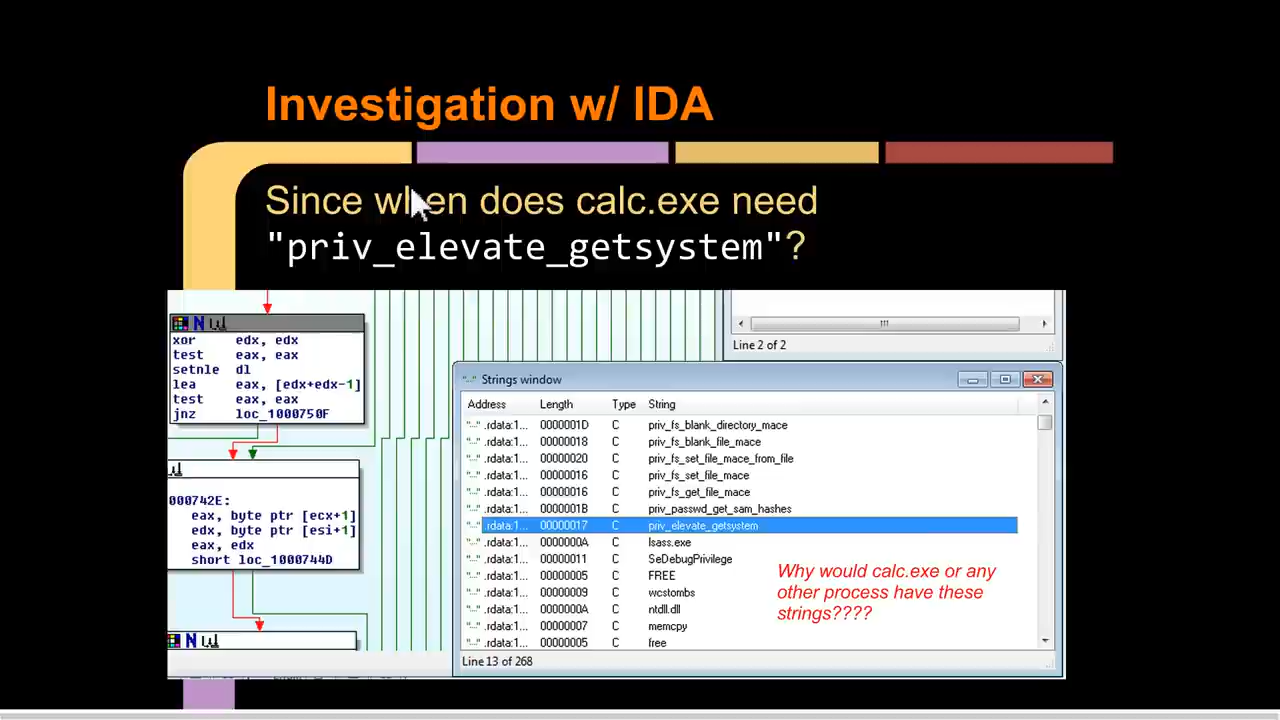 Investigation w/ IDA
Since when does calc.exe need
"priv_elevate_getsystem"?
xor edx, edx
test eax, eax
setnle dl
lea eax, [edx+edx-1]
test eax, eax
jnz loc_1000750F
000742E:
eax, byte ptr [ecx+1]
edx, byte ptr [esi+1]
eax, edx
short loc_1000744D
Line 2 of 2
Strings window
Address Length Type String
.rdata:1... 0000001D C priv_fs_blank_directory_mace
.rdata:1... 00000018 C priv_fs_blank_file_mace
.rdata:1... 00000020 C priv_fs_set_file_mace_from_file
.rdata:1... 00000016 C priv_fs_set_file_mace
.rdata:1... 00000016 C priv_fs_get_file_mace
.rdata:1... 0000001B C priv_passwd_get_sam_hashes
.rdata:1... 00000017 C priv_elevate_getsystem
.rdata:1... 0000000A C lsass.exe
.rdata:1... 00000011 C SeDebugPrivilege
.rdata:1... 00000005 C FREE
.rdata:1... 00000009 C wcstombs
.rdata:1... 0000000A C ntdll.dll
.rdata:1... 00000007 C memcpy
.rdata:1... 00000005 C free
Why would calc.exe or any
other process have these
strings????
Line 13 of 268